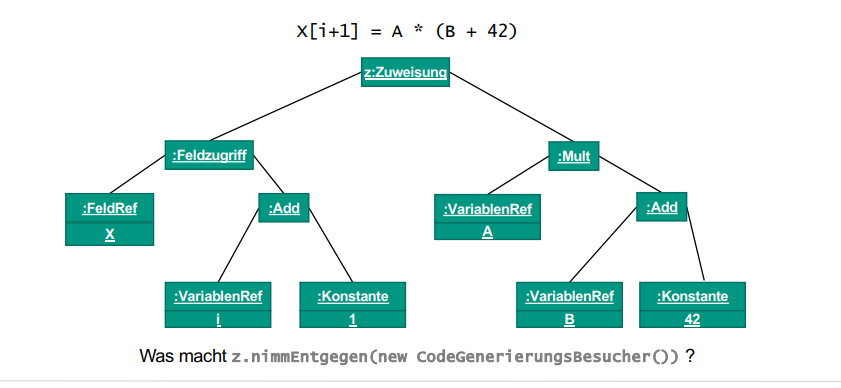 X[i+1] = A * (B + 42)
z:Zuweisung
:Feldzugriff
:Mult
:FeldRef
X
:Add
:VariablenRef
A
:Add
:VariablenRef
i
:Konstante
1
:VariablenRef
B
:Konstante
42
Was macht z.nimmEntgegen(new CodeGenerierungsBesucher()) ?